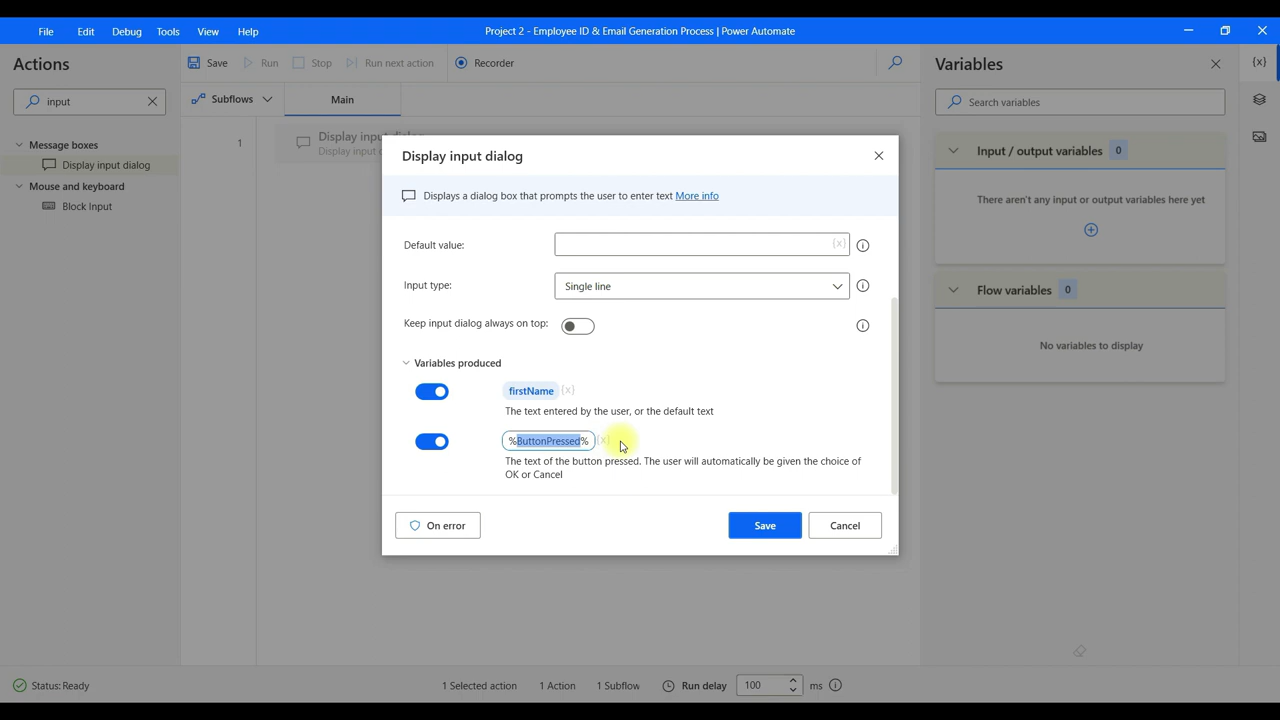 File Edit Debug Tools View Help Project 2 - Employee ID & Email Generation Process | Power Automate
Actions
input
Message boxes
Display input dialog
Mouse and keyboard
Block Input
Save Run Stop Run next action Recorder
Subflows Main
1 Display input dialog
Display input d
Display input dialog
Displays a dialog box that prompts the user to enter text More info
Default value: {x}
Input type: Single line
Keep input dialog always on top:
Variables produced
firstName {x}
The text entered by the user, or the default text
%ButtonPressed% {x}
The text of the button pressed. The user will automatically be given the choice of
OK or Cancel
On error Save Cancel
Variables {x}
Search variables
Input / output variables 0
There aren't any input or output variables here yet
Flow variables 0
No variables to display
Status: Ready 1 Selected action 1 Action 1 Subflow Run delay 100 ms